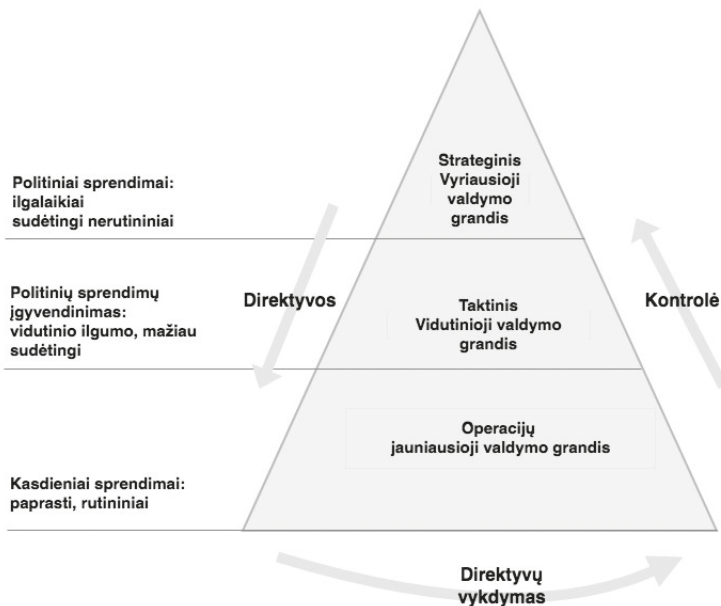 Politiniai sprendimai:
ilgalaikiai
sudėtingi nerutininiai
Strateginis
Vyriausioji
valdymo
grandis
Direktyvos
Kontrolė
Politinių sprendimų
įgyvendinimas:
vidutinio ilgumo, mažiau
sudėtingi
Taktinis
Vidutinioji valdymo
grandis
Operacijų
jauniausioji valdymo grandis
Kasdieniai sprendimai:
paprasti, rutininiai
Direktyvų
vykdymas